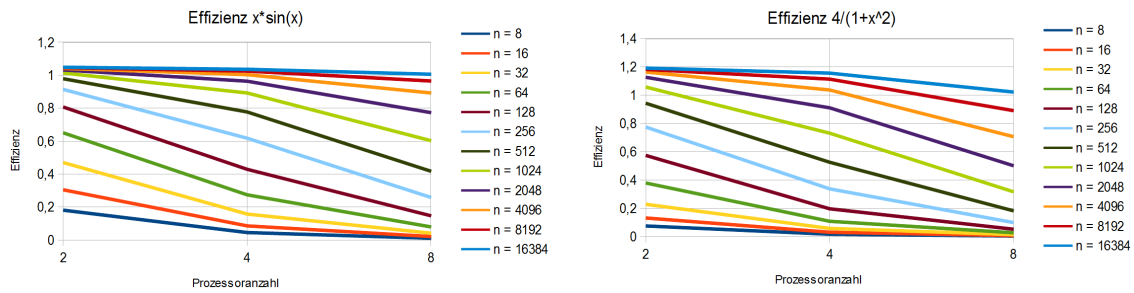 Effizienz x*sin(x)
1,2
1
0,8
0,6
0,4
0,2
0
2
4
8
Effizienz
Prozessoranzahl
n = 8
n = 16
n = 32
n = 64
n = 128
n = 256
n = 512
n = 1024
n = 2048
n = 4096
n = 8192
n = 16384
Effizienz 4/(1+x^2)
1,4
1,2
1
0,8
0,6
0,4
0,2
0
2
4
8
Effizienz
Prozessoranzahl
n = 8
n = 16
n = 32
n = 64
n = 128
n = 256
n = 512
n = 1024
n = 2048
n = 4096
n = 8192
n = 16384